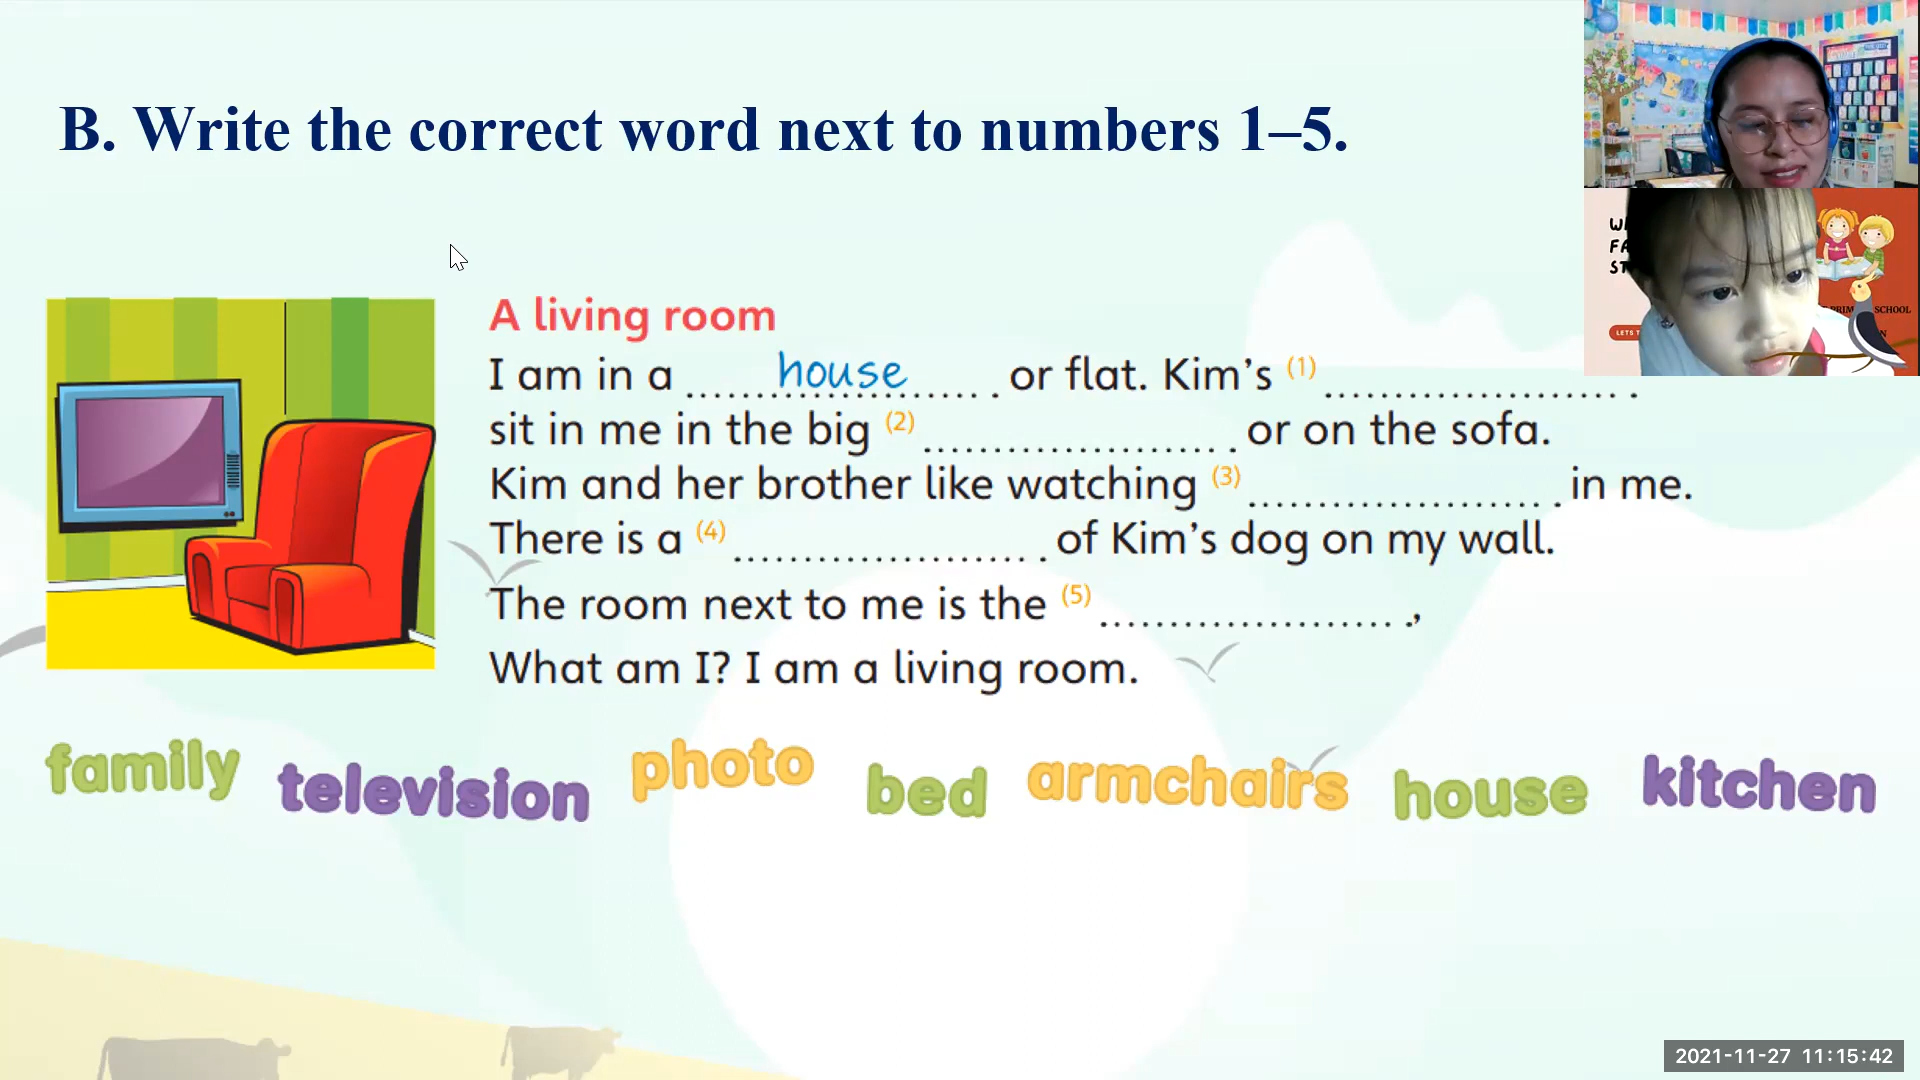 B. Write the correct word next to numbers 1–5.
A living room
I am in a house or flat. Kim's (1)
sit in me in the big (2) or on the sofa.
Kim and her brother like watching (3) in me.
There is a (4) of Kim's dog on my wall.
The room next to me is the (5) ,
What am I? I am a living room.
family television photo bed armchairs house kitchen
SCHOOL
2021-11-27 11:15:42